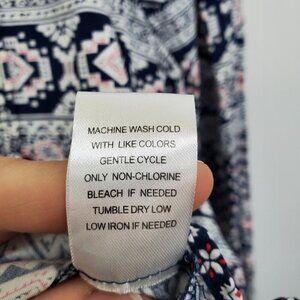 MACHINE WASH COLD
WITH LIKE COLORS
GENTLE CYCLE
ONLY NON-CHLORINE
BLEACH IF NEEDED
TUMBLE DRY LOW
LOW IRON IF NEEDED